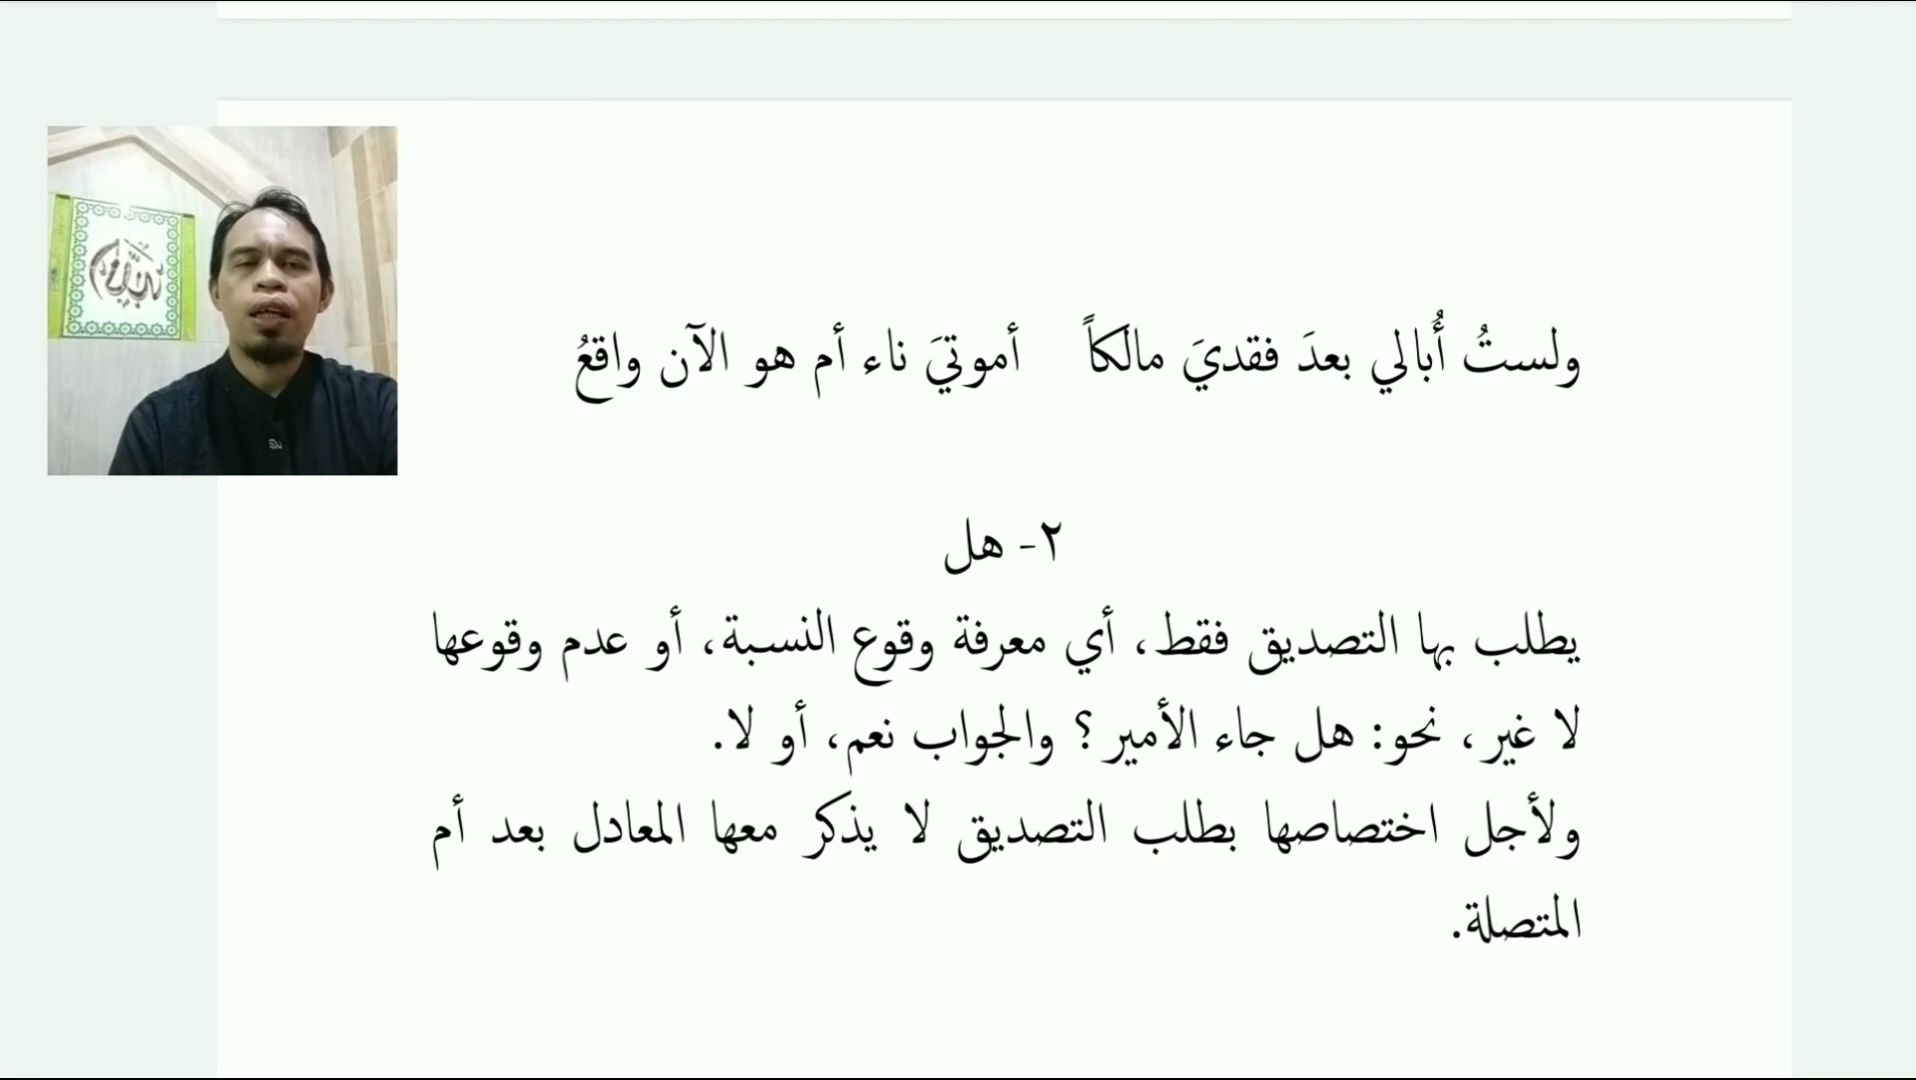 ولستُ أُبالي بعدَ فقديَ مالكاً أموتيَ ناء أم هو الآن واقعُ
٢- هل
يطلب بها التصديق فقط، أي معرفة وقوع النسبة، أو عدم وقوعها
لا غير، نحو: هل جاء الأمير؟ والجواب نعم، أو لا.
ولأجل اختصاصها بطلب التصديق لا يذكر معها المعادل بعد أم
المتصلة.